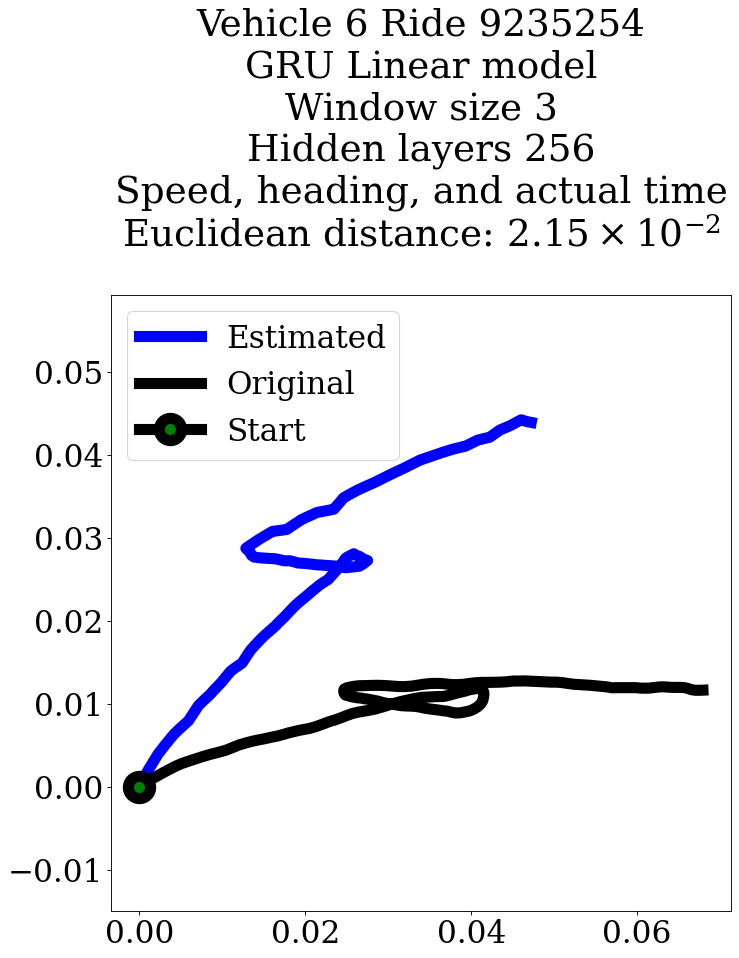 Vehicle 6 Ride 9235254
GRU Linear model
Window size 3
Hidden layers 256
Speed, heading, and actual time
Euclidean distance: 2.15 × 10⁻²
Estimated
Original
Start
0.05
0.04
0.03
0.02
0.01
0.00
−0.01
0.00 0.02 0.04 0.06